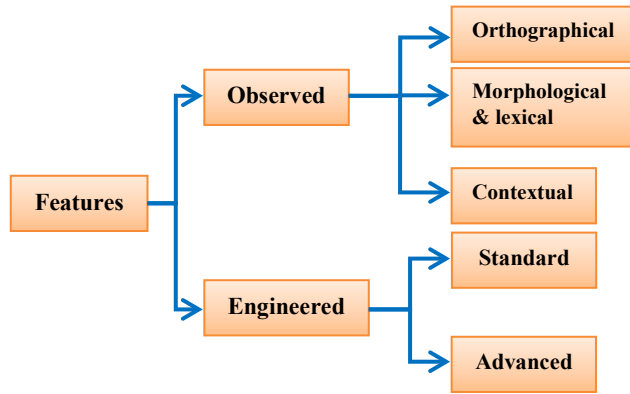 Features
Observed
Orthographical
Morphological
& lexical
Contextual
Engineered
Standard
Advanced